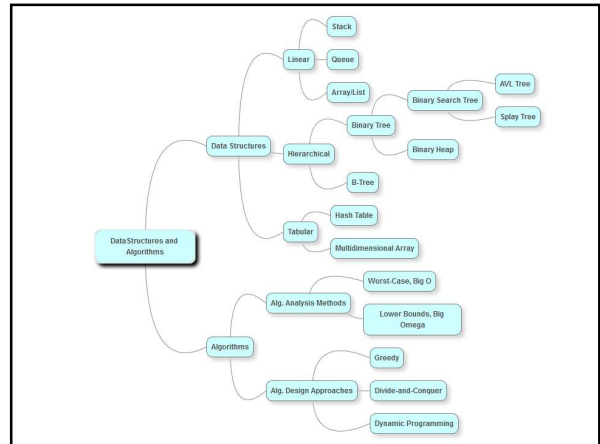 Stack
Linear
Queue
Array/List
AVL Tree
Binary Search Tree
Splay Tree
Binary Tree
Data Structures
Hierarchical
Binary Heap
B-Tree
Hash Table
Tabular
Multidimensional Array
DataStructures and
Algorithms
Worst-Case, Big O
Alg. Analysis Methods
Lower Bounds, Big
Omega
Algorithms
Greedy
Alg. Design Approaches
Divide-and-Conquer
Dynamic Programming